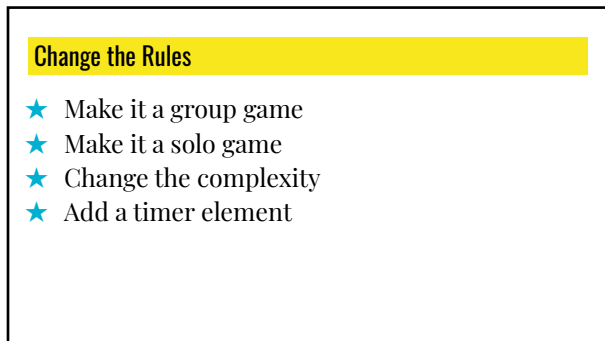 Change the Rules
★ Make it a group game
★ Make it a solo game
★ Change the complexity
★ Add a timer element